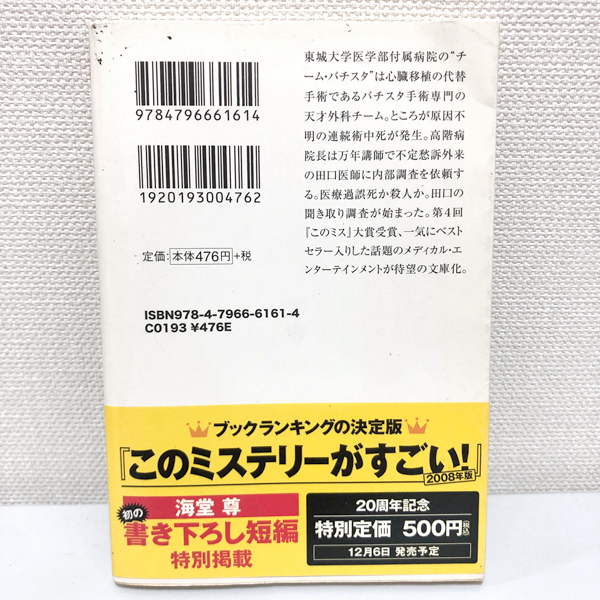 9784796661614
1920193004762
定価:本体476円+税
東城大学医学部付属病院の“チ
ーム・バチスタ”は心臓移植の代替
手術であるバチスタ手術専門の
天才外科チーム。ところが原因不
明の連続術中死が発生。高階病
院長は万年講師で不定愁訴外来
の田口医師に内部調査を依頼す
る。医療過誤死か殺人か。田口の
聞き取り調査が始まった。第4回
『このミス』大賞受賞、一気にベスト
セラー入りした話題のメディカル・エ
ンターテインメントが待望の文庫化。
ISBN978-4-7966-6161-4
C0193 ¥476E
ブックランキングの決定版
『このミステリーがすごい!』
2008年版
海堂 尊
初の
書き下ろし短編
特別掲載
20周年記念
特別定価 500円税込
12月6日 発売予定